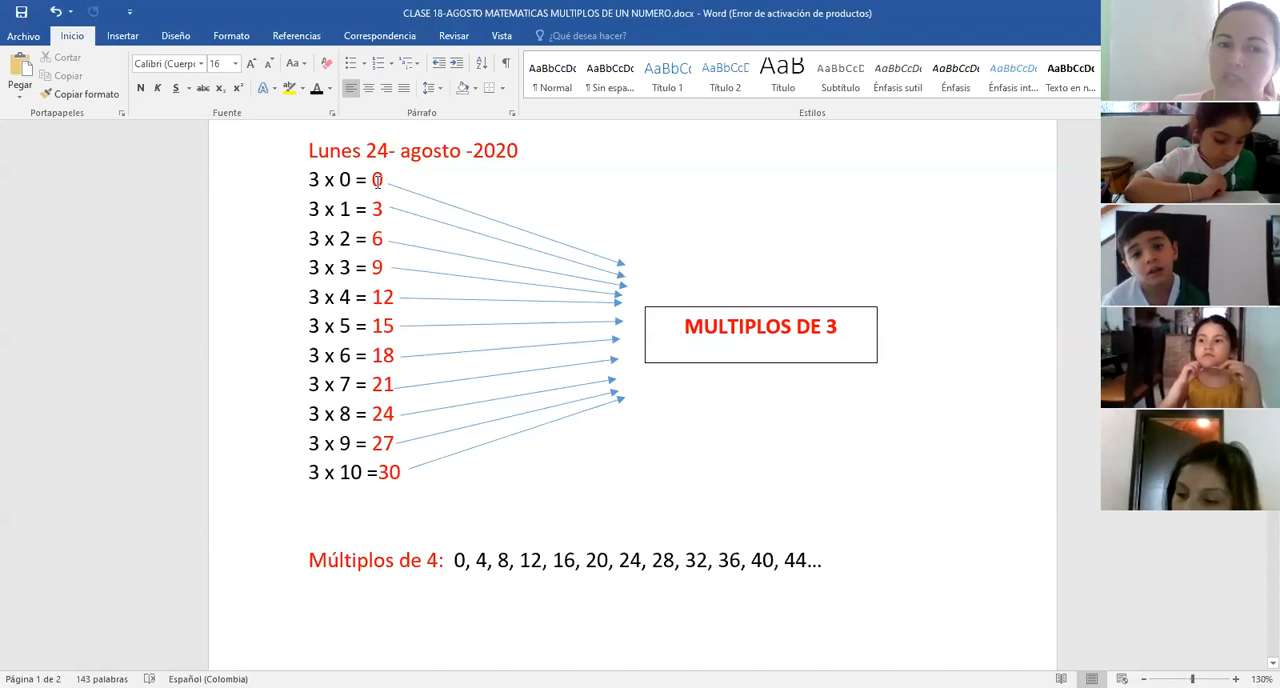 CLASE 18-AGOSTO MATEMATICAS MULTIPLOS DE UN NUMERO.docx - Word (Error de activación de productos)
Archivo Inicio Insertar Diseño Formato Referencias Correspondencia Revisar Vista ¿Qué desea hacer?
Pegar
Cortar
Copiar
Copiar formato
Portapapeles
Calibri (Cuerpo 16
N K S abc x₂ x²
Fuente
Párrafo
AaBbCcDc AaBbCcDc AaBbCc AaBbCcD AaB AaBbCcD AaBbCcDc AaBbCcDc AaBbCcDc AaBbCcDc
¶ Normal ¶ Sin espa... Título 1 Título 2 Título Subtítulo Énfasis sutil Énfasis Énfasis int... Texto en n...
Estilos
Lunes 24- agosto -2020
3 x 0 = 0
3 x 1 = 3
3 x 2 = 6
3 x 3 = 9
3 x 4 = 12
3 x 5 = 15
3 x 6 = 18
3 x 7 = 21
3 x 8 = 24
3 x 9 = 27
3 x 10 =30
MULTIPLOS DE 3
Múltiplos de 4: 0, 4, 8, 12, 16, 20, 24, 28, 32, 36, 40, 44...
Página 1 de 2 143 palabras Español (Colombia) 130%